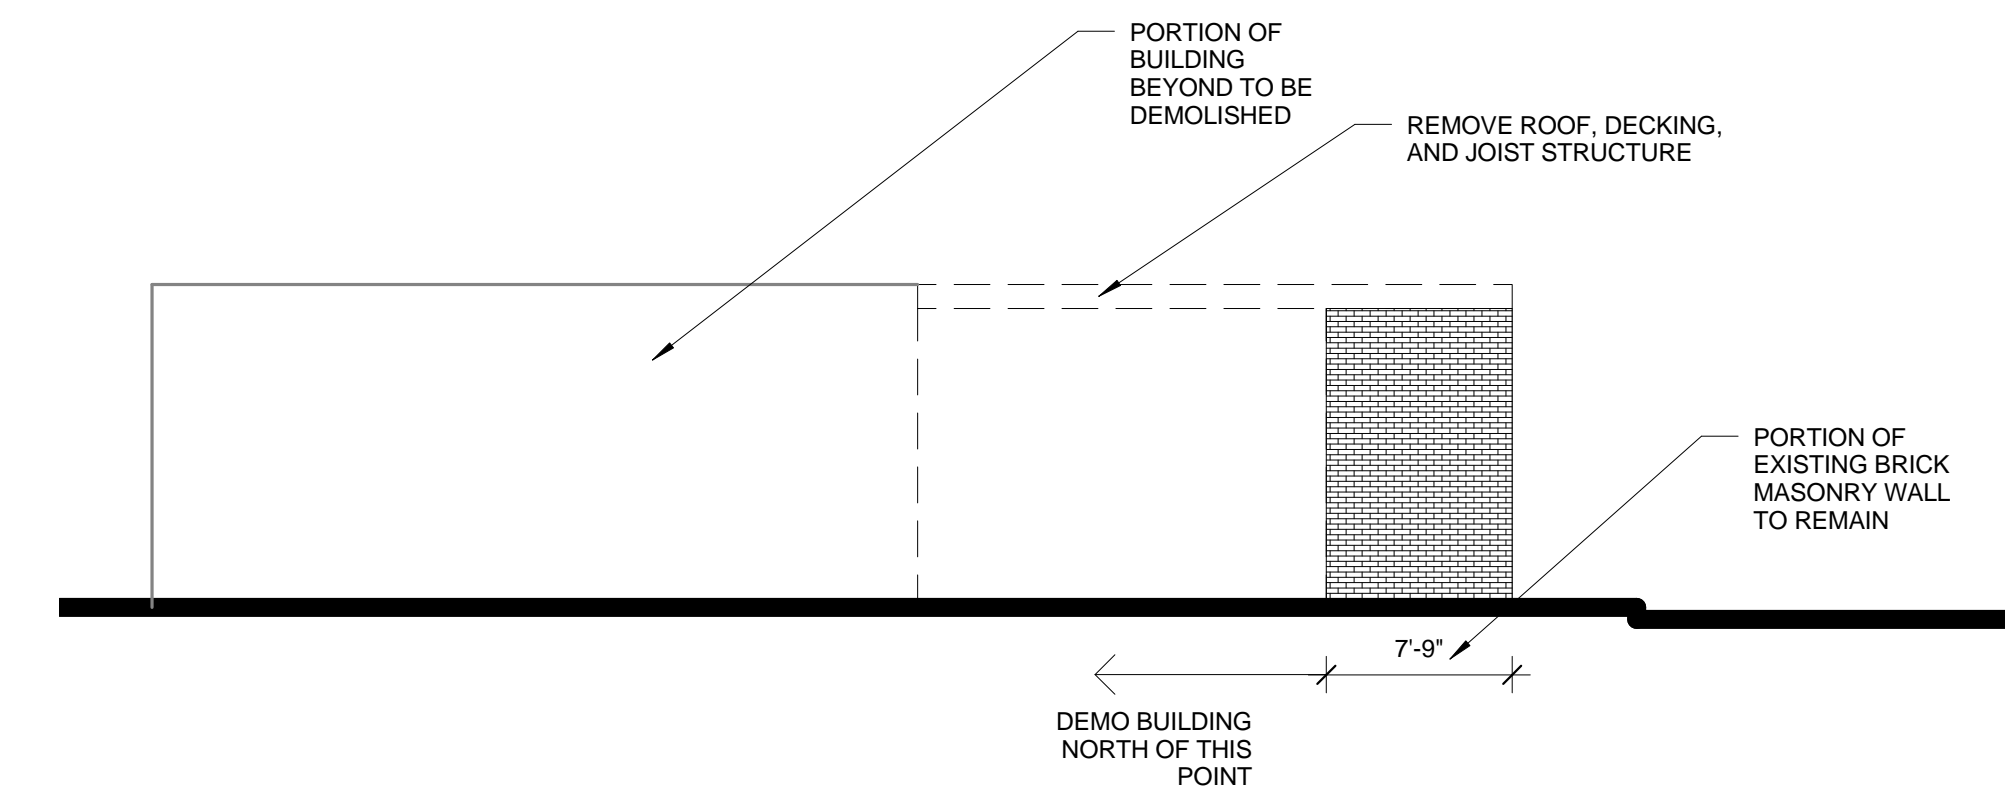 PORTION OF
BUILDING
BEYOND TO BE
DEMOLISHED
REMOVE ROOF, DECKING,
AND JOIST STRUCTURE
PORTION OF
EXISTING BRICK
MASONRY WALL
TO REMAIN
7'-9"
DEMO BUILDING
NORTH OF THIS
POINT